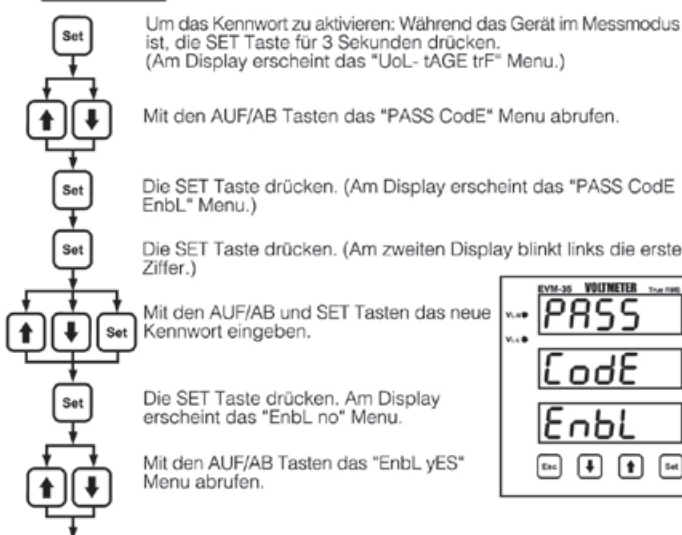 Set
Um das Kennwort zu aktivieren: Während das Gerät im Messmodus
ist, die SET Taste für 3 Sekunden drücken.
(Am Display erscheint das "UoL- tAGE trF" Menu.)
Mit den AUF/AB Tasten das "PASS CodE" Menu abrufen.
Set
Die SET Taste drücken. (Am Display erscheint das "PASS CodE
EnbL" Menu.)
Set
Die SET Taste drücken. (Am zweiten Display blinkt links die erste
Ziffer.)
Set
Mit den AUF/AB und SET Tasten das neue
Kennwort eingeben.
Set
Die SET Taste drücken. Am Display
erscheint das "EnbL no" Menu.
Mit den AUF/AB Tasten das "EnbL yES"
Menu abrufen.
EVM-35 VOLTMETER True RMS
PASS
CodE
EnbL
Esc Set